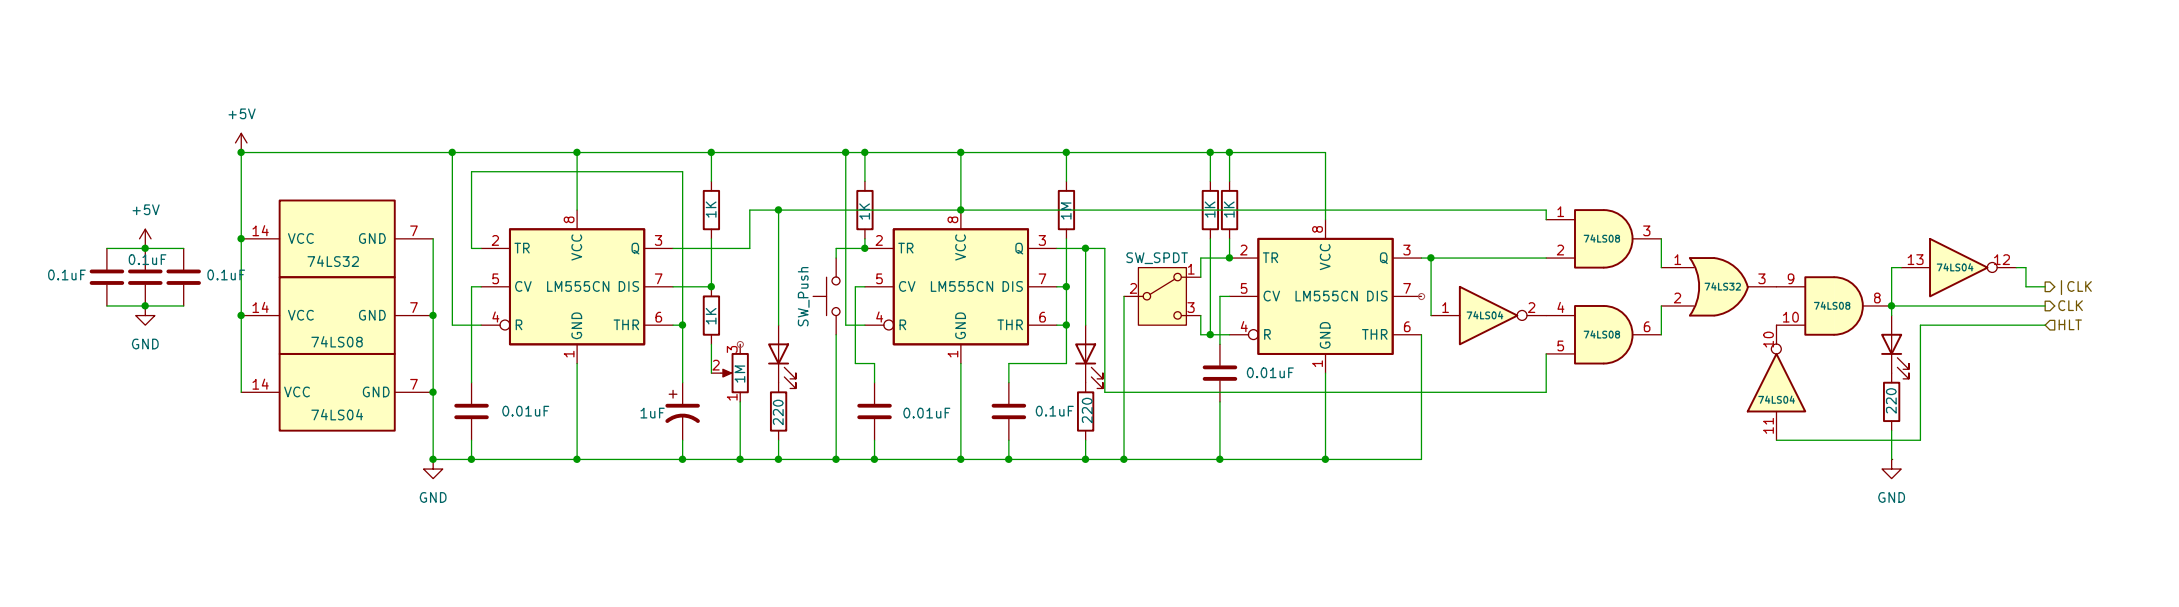 +5V
+5V
0.1uF
0.1uF
0.1uF
GND
14 VCC GND 7
74LS32
14 VCC GND 7
74LS08
14 VCC GND 7
74LS04
GND
2 TR VCC 8 Q 3
5 CV LM555CN DIS 7
4 R GND THR 6
1
0.01uF
1uF
+
1K
1K
3
2
1M
1
220
SW_Push
1K
2 TR VCC 8 Q 3
5 CV LM555CN DIS 7
4 R GND THR 6
1
0.01uF
0.1uF
1M
220
SW_SPDT
1
2
3
1K
1K
2 TR VCC 8 Q 3
5 CV LM555CN DIS 7
4 R GND THR 6
1
0.01uF
1 74LS04 2
1
2
74LS08
3
4
5
74LS08
6
1
2
74LS32
3
9
10
74LS08
8
10
74LS04
11
220
GND
13 74LS04 12
|CLK
CLK
HLT